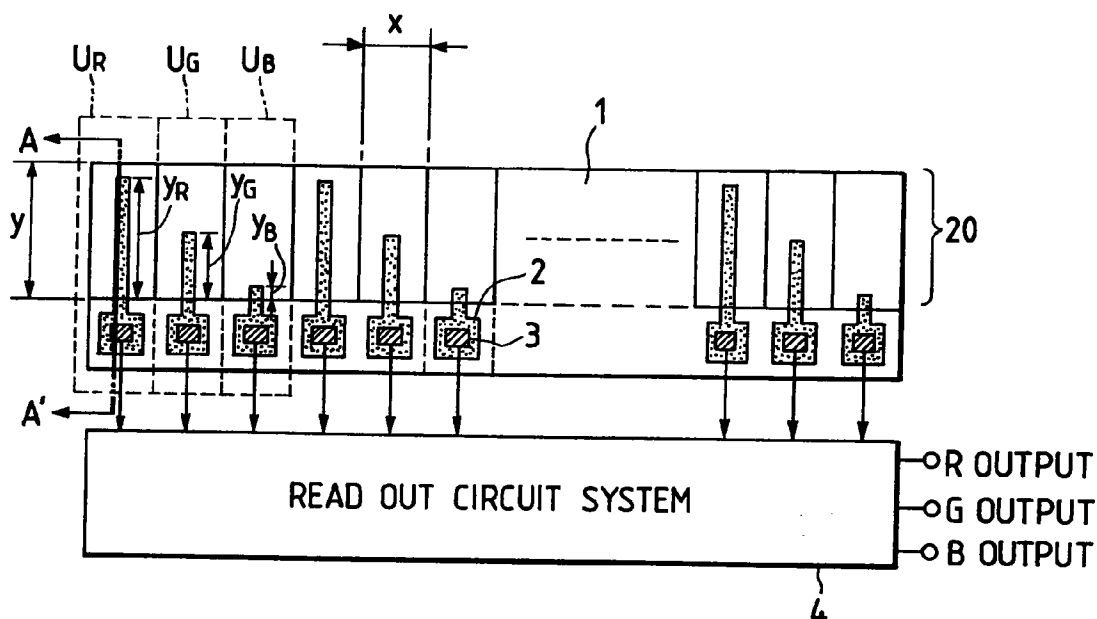 x
UR UG UB
A
1
y
yR
yG
yB
20
2
3
A'
READ OUT CIRCUIT SYSTEM
R OUTPUT
G OUTPUT
B OUTPUT
4